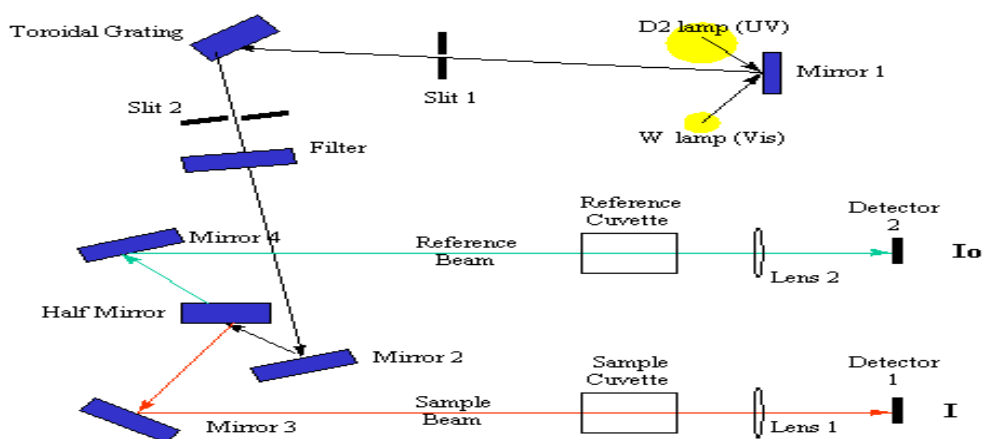 Toroidal Grating
D2 lamp (UV)
Mirror 1
Slit 1
Slit 2
W lamp (Vis)
Filter
Reference
Cuvette
Detector
2
Mirror 4
Reference
Beam
Io
Lens 2
Half Mirror
Mirror 2
Sample
Cuvette
Detector
1
Sample
Beam
I
Mirror 3
Lens 1